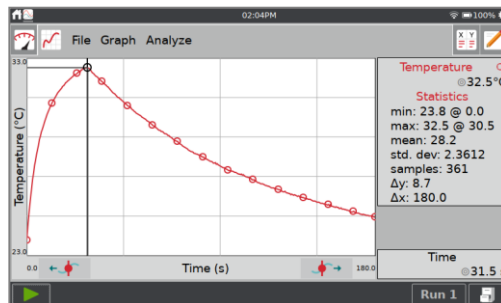 02:04PM
100%
File Graph Analyze
X Y
33.0
Temperature (°C)
23.0
0.0
Time (s)
180.0
Temperature
32.5°C
Statistics
min: 23.8 @ 0.0
max: 32.5 @ 30.5
mean: 28.2
std. dev: 2.3612
samples: 361
Δy: 8.7
Δx: 180.0
Time
31.5 s
Run 1